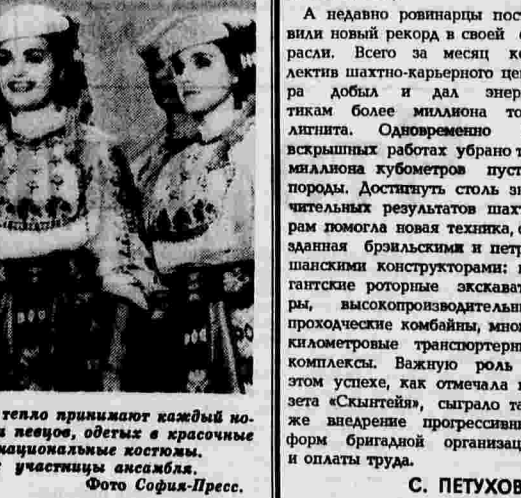 тепло принимают каждый но-
певцов, одетых в красочные
национальные костюмы.
участницы ансамбля.
Фото София-Пресс.
А недавно ровинарцы пос
вили новый рекорд в своей
расли. Всего за месяц ко
лектив шахтно-карьерного цен
ра добыл и дал энер
тикам более миллиона то
лигнита. Одновременно
вскрышных работах убрано т
миллиона кубометров пуст
породы. Достигнуть столь зн
чительных результатов шахт
рам помогла новая техника, с
зданная брэильскими и петр
шанскими конструкторами:
гантские роторные экскават
ры, высокопроизводительн
проходческие комбайны, мног
километровые транспортерн
комплексы. Важную роль
этом успехе, как отмечала
зета «Скынтейя», сыграло та
же внедрение прогрессивн
форм бригадной организац
и оплаты труда.
С. ПЕТУХОВ